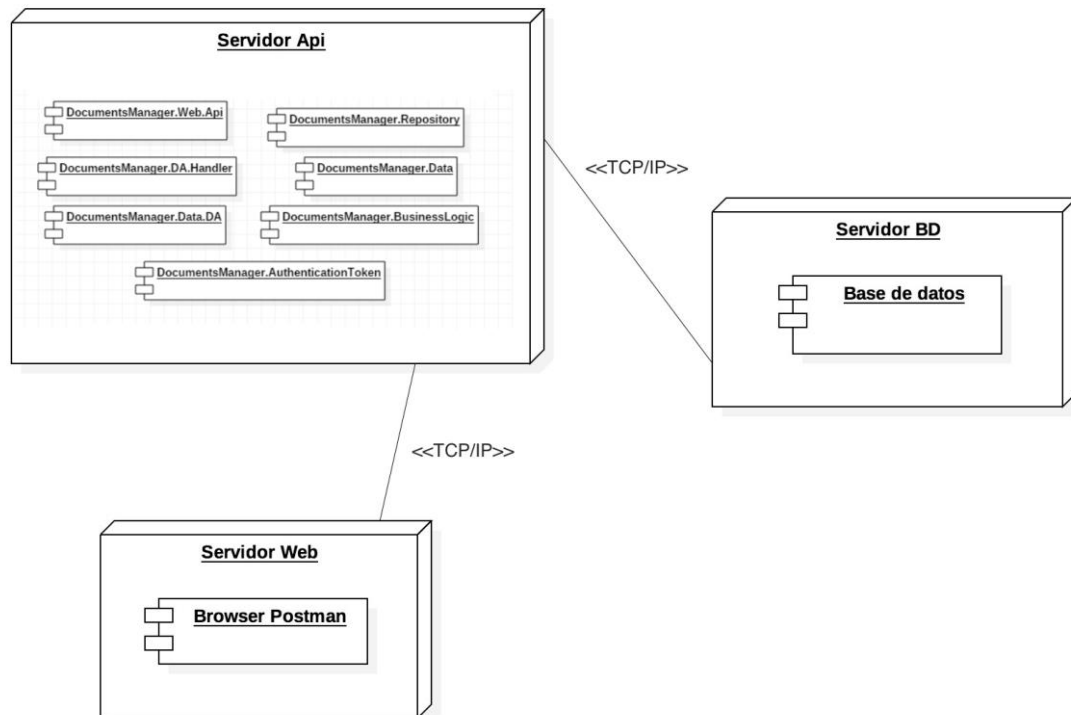 Servidor Api
DocumentsManager.Web.Api
DocumentsManager.Repository
DocumentsManager.DA.Handler
DocumentsManager.Data
DocumentsManager.Data.DA
DocumentsManager.BusinessLogic
DocumentsManager.AuthenticationToken
<<TCP/IP>>
Servidor BD
Base de datos
<<TCP/IP>>
Servidor Web
Browser Postman